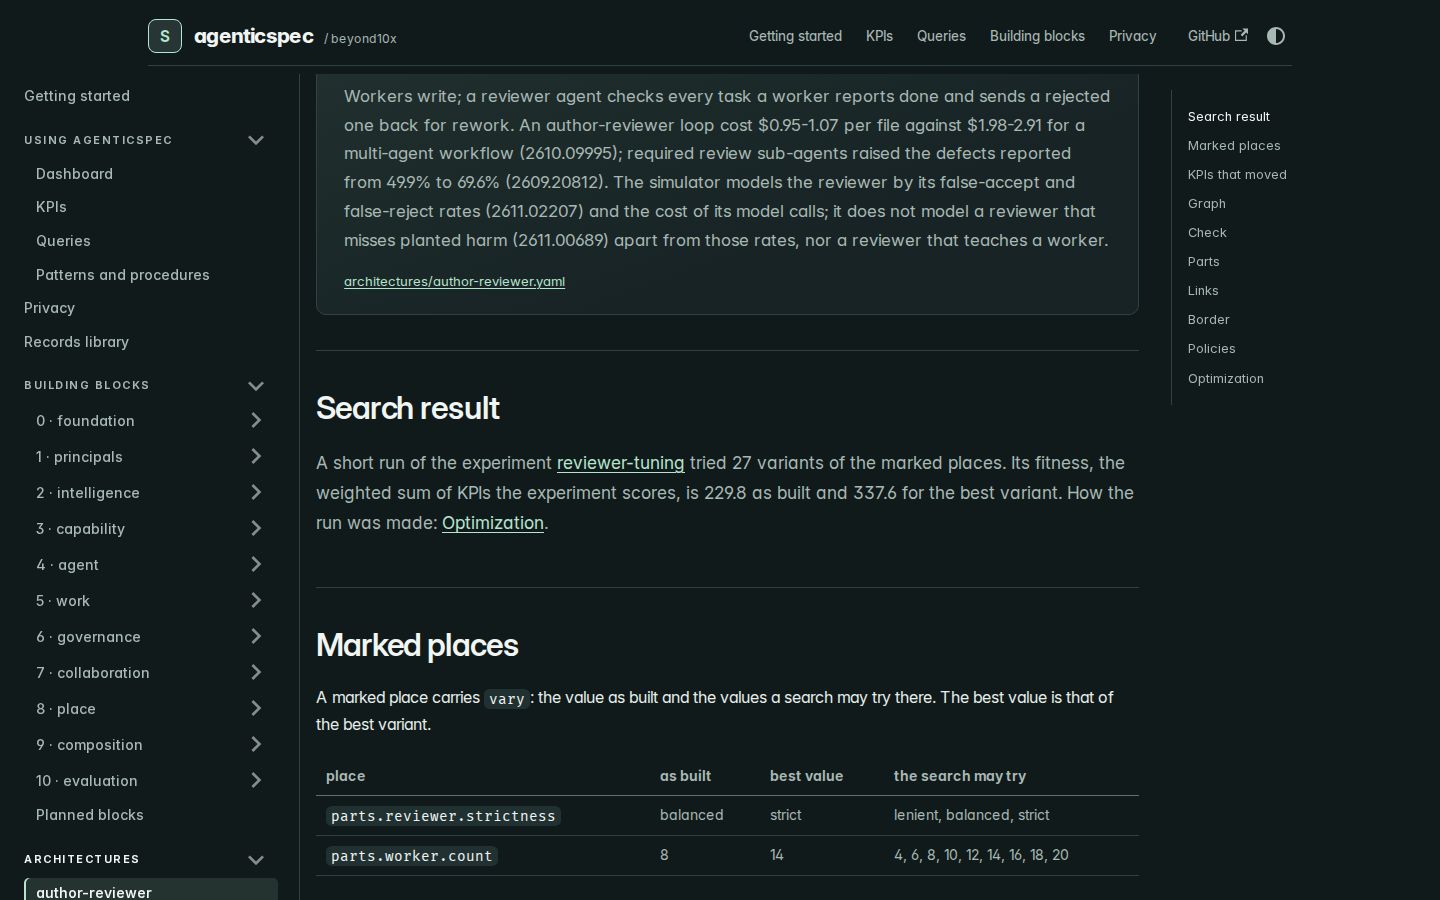 S agenticspec / beyond10x
Getting started KPIs Queries Building blocks Privacy GitHub
Getting started
USING AGENTICSPEC
Dashboard
KPIs
Queries
Patterns and procedures
Privacy
Records library
BUILDING BLOCKS
0 · foundation
1 · principals
2 · intelligence
3 · capability
4 · agent
5 · work
6 · governance
7 · collaboration
8 · place
9 · composition
10 · evaluation
Planned blocks
ARCHITECTURES
author-reviewer
Workers write; a reviewer agent checks every task a worker reports done and sends a rejected
one back for rework. An author-reviewer loop cost $0.95-1.07 per file against $1.98-2.91 for a
multi-agent workflow (2610.09995); required review sub-agents raised the defects reported
from 49.9% to 69.6% (2609.20812). The simulator models the reviewer by its false-accept and
false-reject rates (2611.02207) and the cost of its model calls; it does not model a reviewer that
misses planted harm (2611.00689) apart from those rates, nor a reviewer that teaches a worker.
architectures/author-reviewer.yaml
Search result
A short run of the experiment reviewer-tuning tried 27 variants of the marked places. Its fitness, the
weighted sum of KPIs the experiment scores, is 229.8 as built and 337.6 for the best variant. How the
run was made: Optimization.
Marked places
A marked place carries vary: the value as built and the values a search may try there. The best value is that of
the best variant.
place as built best value the search may try
parts.reviewer.strictness balanced strict lenient, balanced, strict
parts.worker.count 8 14 4, 6, 8, 10, 12, 14, 16, 18, 20
Search result
Marked places
KPIs that moved
Graph
Check
Parts
Links
Border
Policies
Optimization